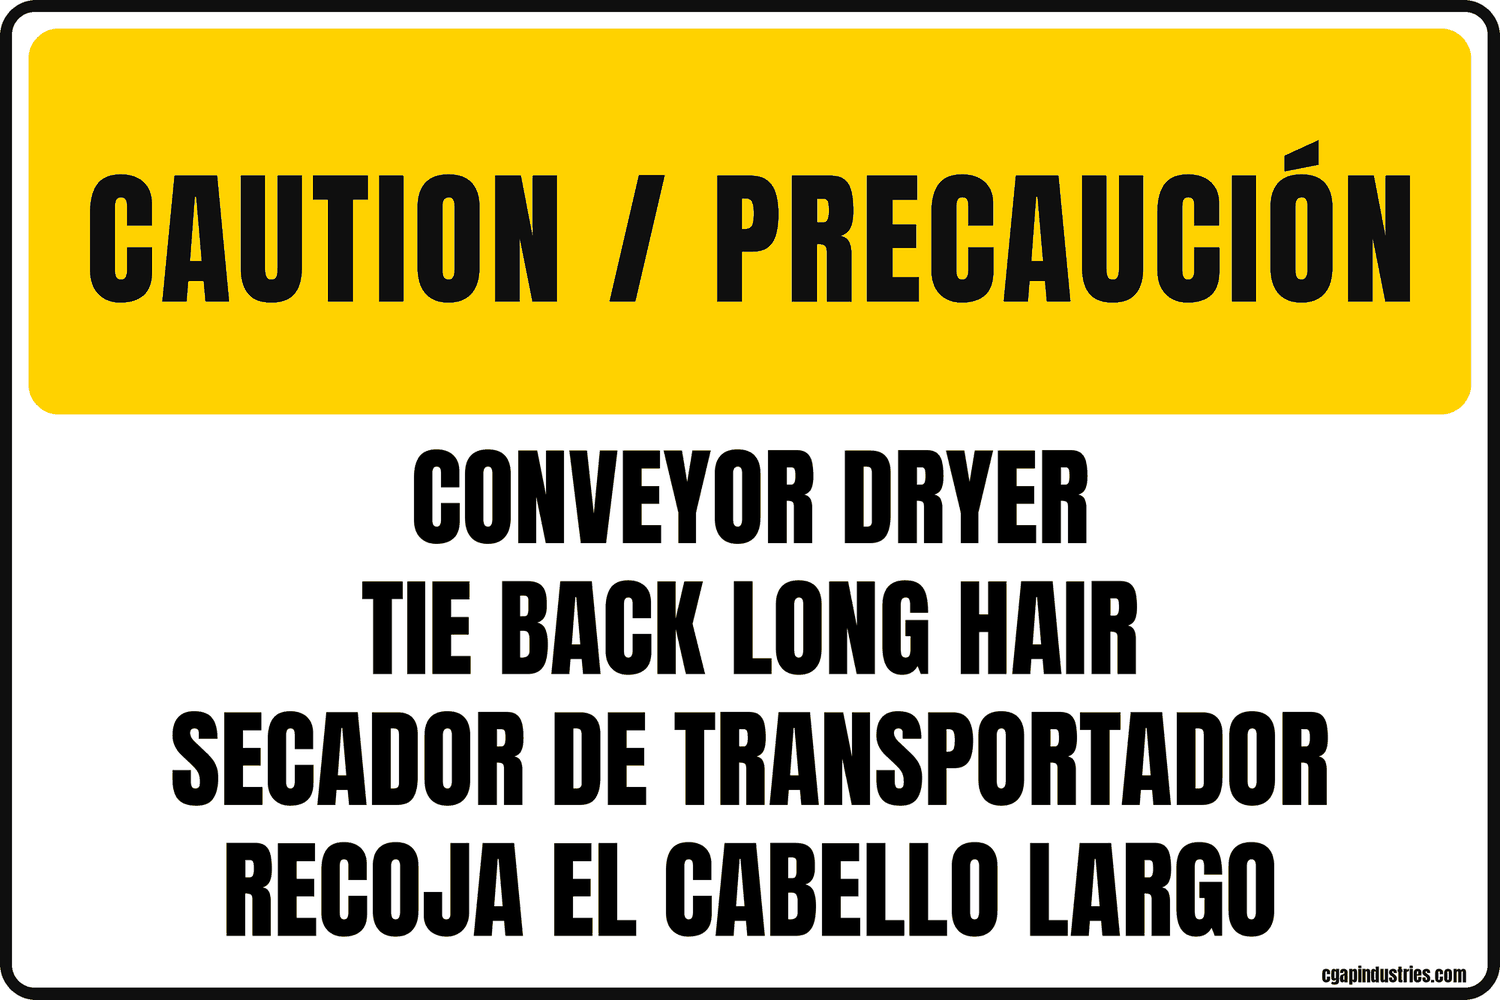 CAUTION / PRECAUCIÓN
CONVEYOR DRYER
TIE BACK LONG HAIR
SECADOR DE TRANSPORTADOR
RECOJA EL CABELLO LARGO
cgapindustries.com